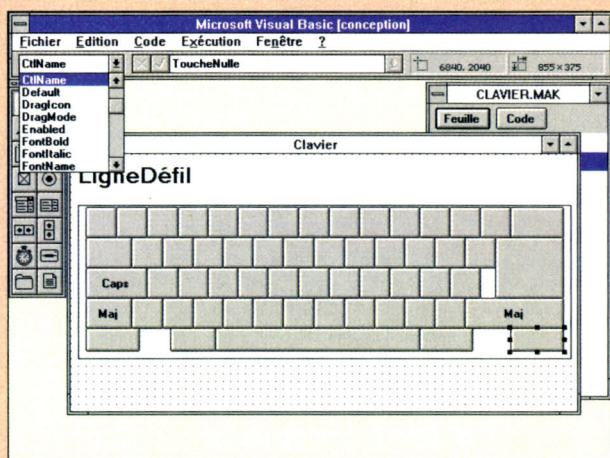 Microsoft Visual Basic [conception]
Fichier Edition Code Exécution Fenêtre ?
CtlName ToucheNulle 6840, 2040 855×375
CtlName
Default
DragIcon
DragMode
Enabled
FontBold
FontItalic
FontName
CLAVIER.MAK
Feuille Code
Clavier
LigneDéfil
Caps
Maj Maj